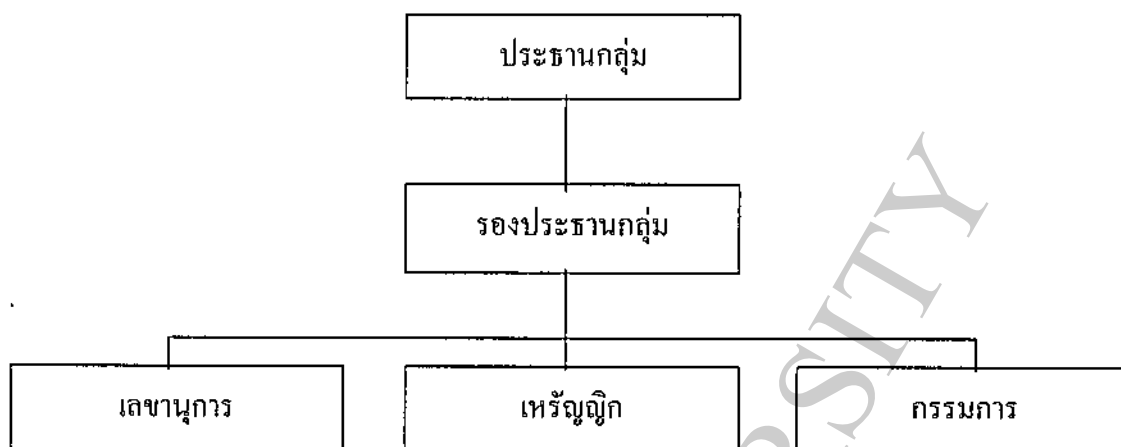 ประธานกลุ่ม
รองประธานกลุ่ม
เลขานุการ
เหรัญญิก
กรรมการ
RSITY